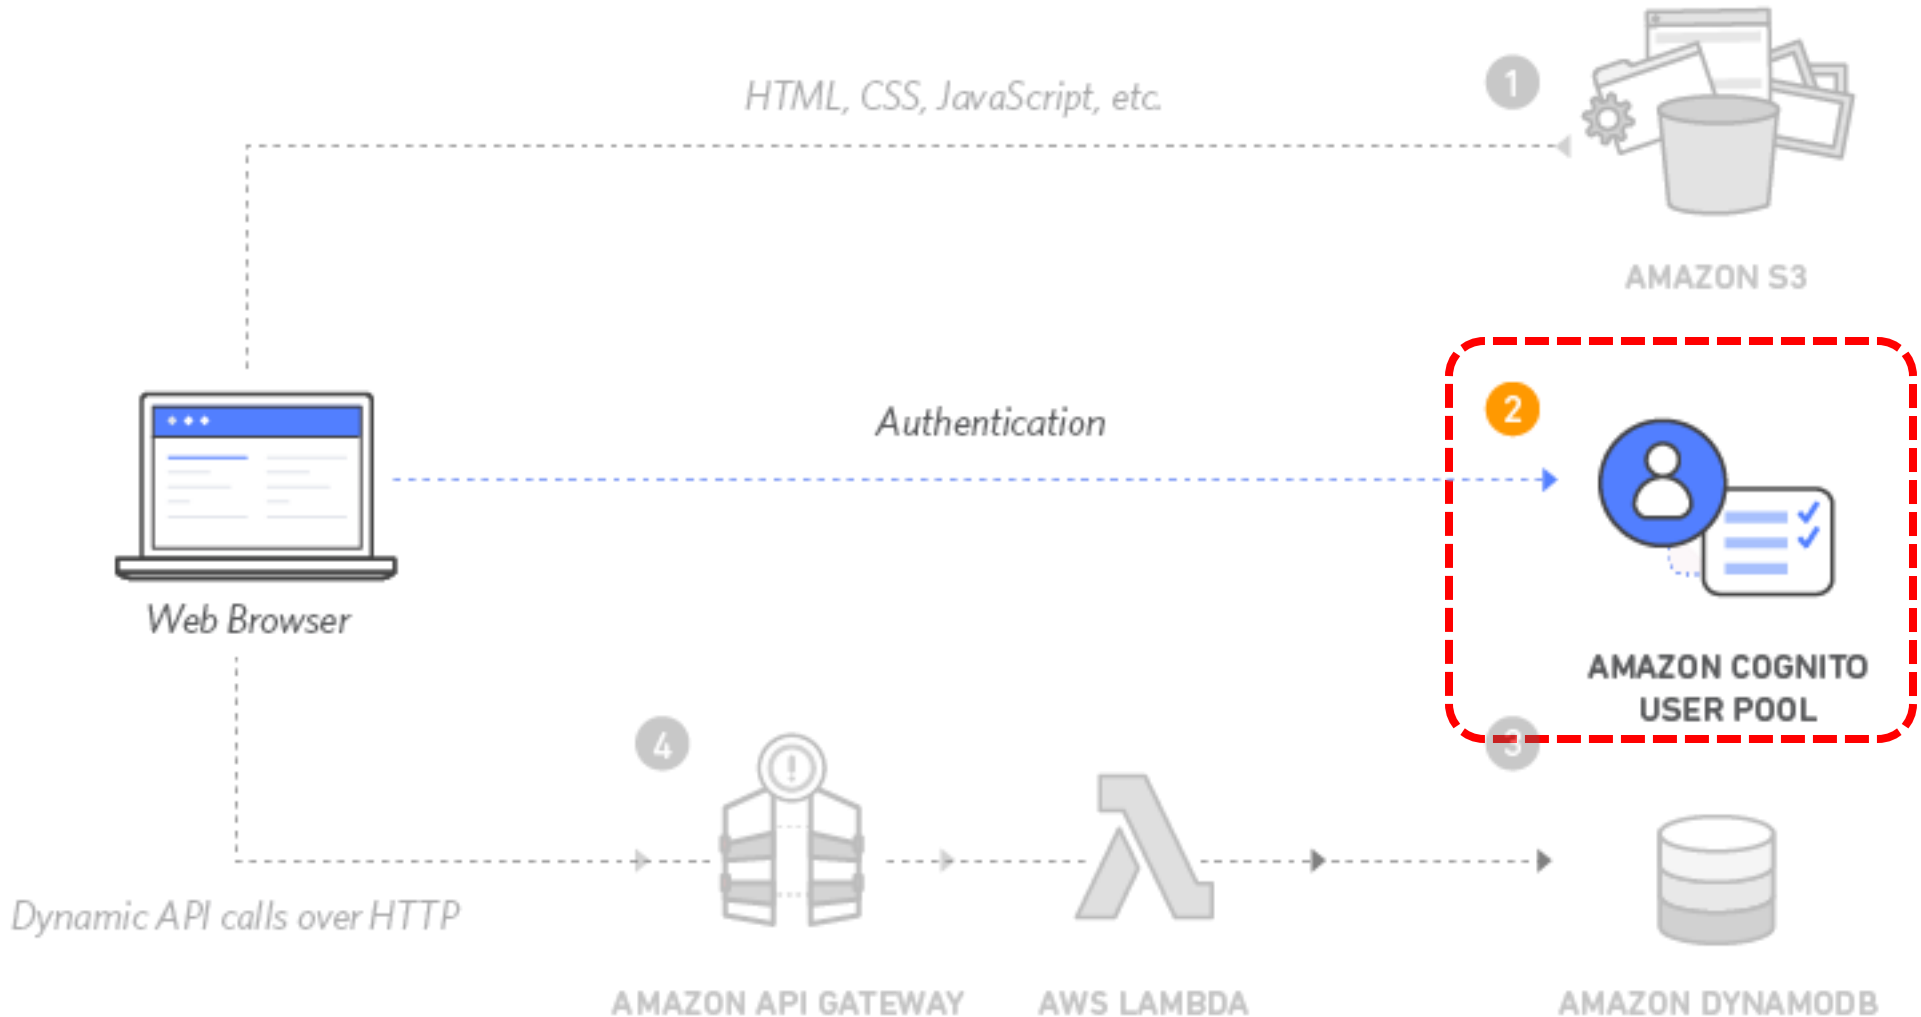 HTML, CSS, JavaScript, etc.
1
AMAZON S3
Authentication
2
Web Browser
AMAZON COGNITO
USER POOL
4
3
Dynamic API calls over HTTP
AMAZON API GATEWAY
AWS LAMBDA
AMAZON DYNAMODB